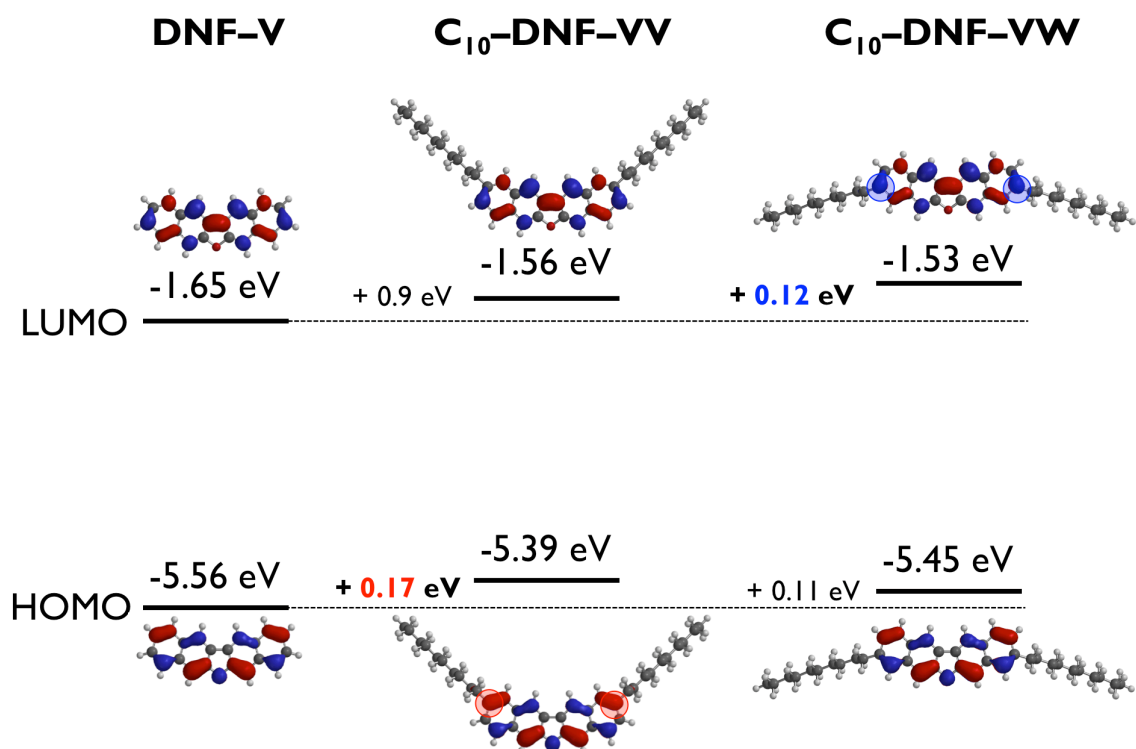 DNF–V C₁₀–DNF–VV C₁₀–DNF–VW
-1.65 eV -1.56 eV -1.53 eV
+ 0.9 eV + 0.12 eV
LUMO
-5.56 eV -5.39 eV -5.45 eV
+ 0.17 eV + 0.11 eV
HOMO